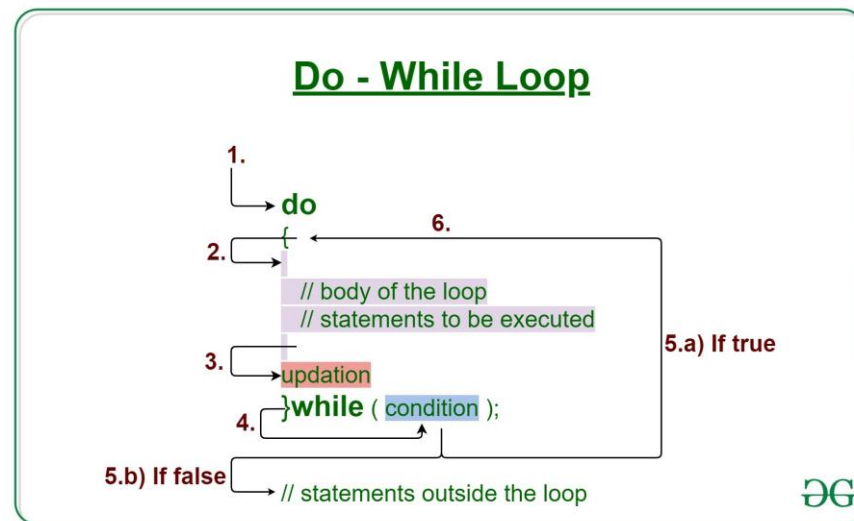 Do - While Loop
1.
do
6.
{
2.
// body of the loop
// statements to be executed
5.a) If true
3.
updation
}while ( condition );
4.
5.b) If false
// statements outside the loop